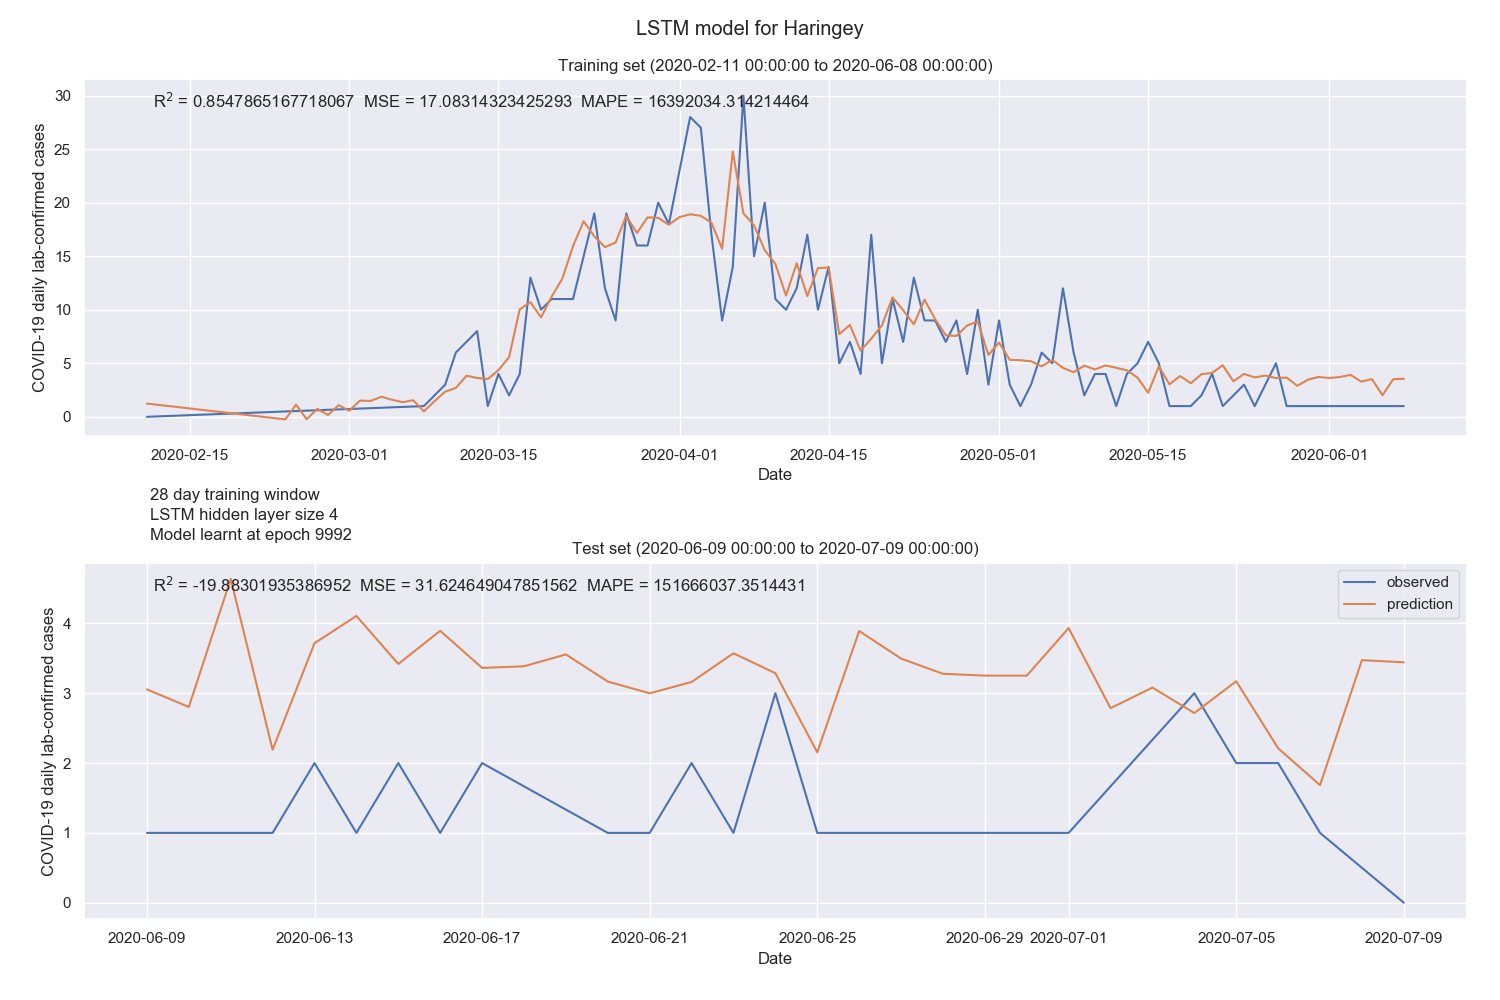 LSTM model for Haringey
Training set (2020-02-11 00:00:00 to 2020-06-08 00:00:00)
R² = 0.8547865167718067 MSE = 17.08314323425293 MAPE = 16392034.314214464
COVID-19 daily lab-confirmed cases
30
25
20
15
10
5
0
2020-02-15 2020-03-01 2020-03-15 2020-04-01 2020-04-15 2020-05-01 2020-05-15 2020-06-01
Date
28 day training window
LSTM hidden layer size 4
Model learnt at epoch 9992
Test set (2020-06-09 00:00:00 to 2020-07-09 00:00:00)
R² = -19.88301935386952 MSE = 31.624649047851562 MAPE = 151666037.3514431
observed
prediction
COVID-19 daily lab-confirmed cases
4
3
2
1
0
2020-06-09 2020-06-13 2020-06-17 2020-06-21 2020-06-25 2020-06-29 2020-07-01 2020-07-05 2020-07-09
Date